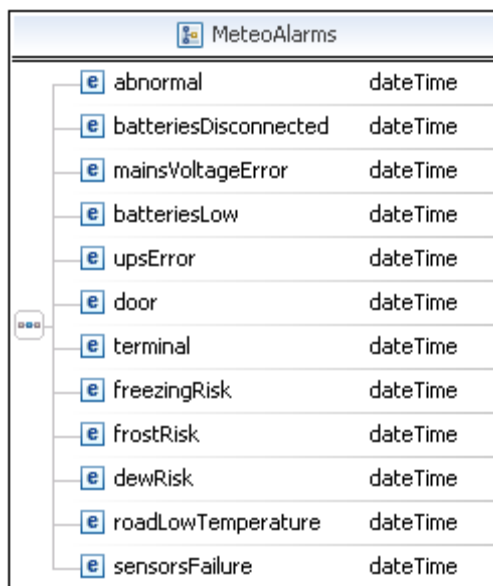 MeteoAlarms
e abnormal dateTime
e batteriesDisconnected dateTime
e mainsVoltageError dateTime
e batteriesLow dateTime
e upsError dateTime
e door dateTime
e terminal dateTime
e freezingRisk dateTime
e frostRisk dateTime
e dewRisk dateTime
e roadLowTemperature dateTime
e sensorsFailure dateTime